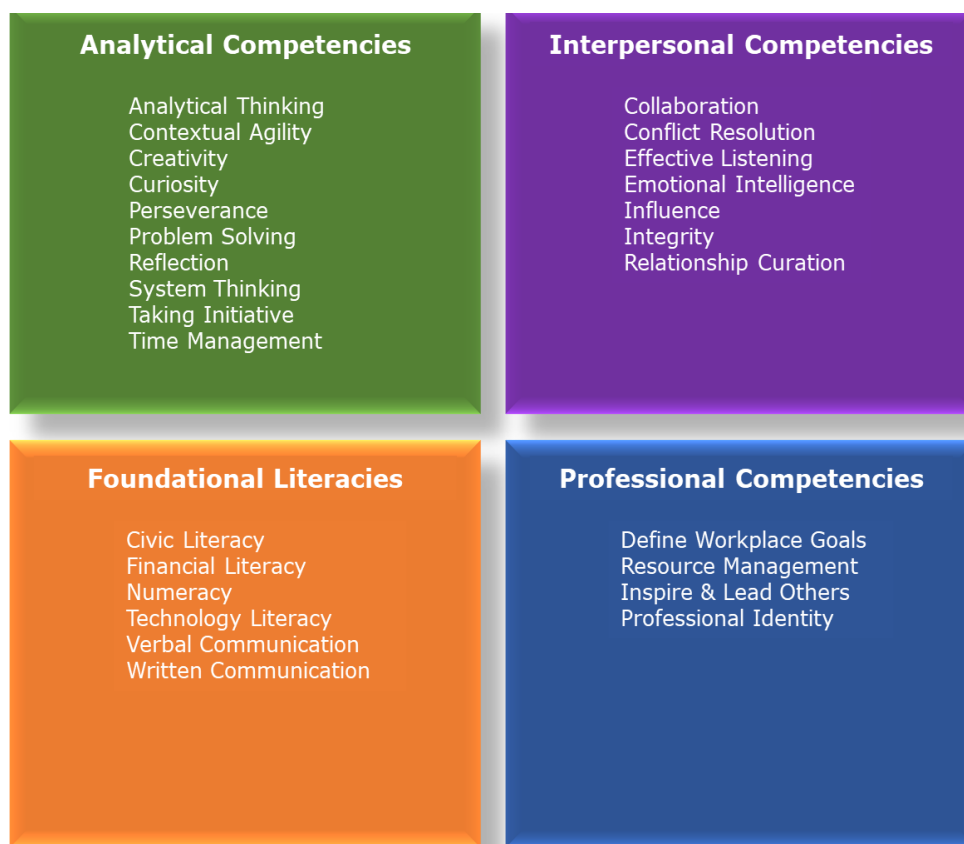 Analytical Competencies
Analytical Thinking
Contextual Agility
Creativity
Curiosity
Perseverance
Problem Solving
Reflection
System Thinking
Taking Initiative
Time Management
Interpersonal Competencies
Collaboration
Conflict Resolution
Effective Listening
Emotional Intelligence
Influence
Integrity
Relationship Curation
Foundational Literacies
Civic Literacy
Financial Literacy
Numeracy
Technology Literacy
Verbal Communication
Written Communication
Professional Competencies
Define Workplace Goals
Resource Management
Inspire & Lead Others
Professional Identity